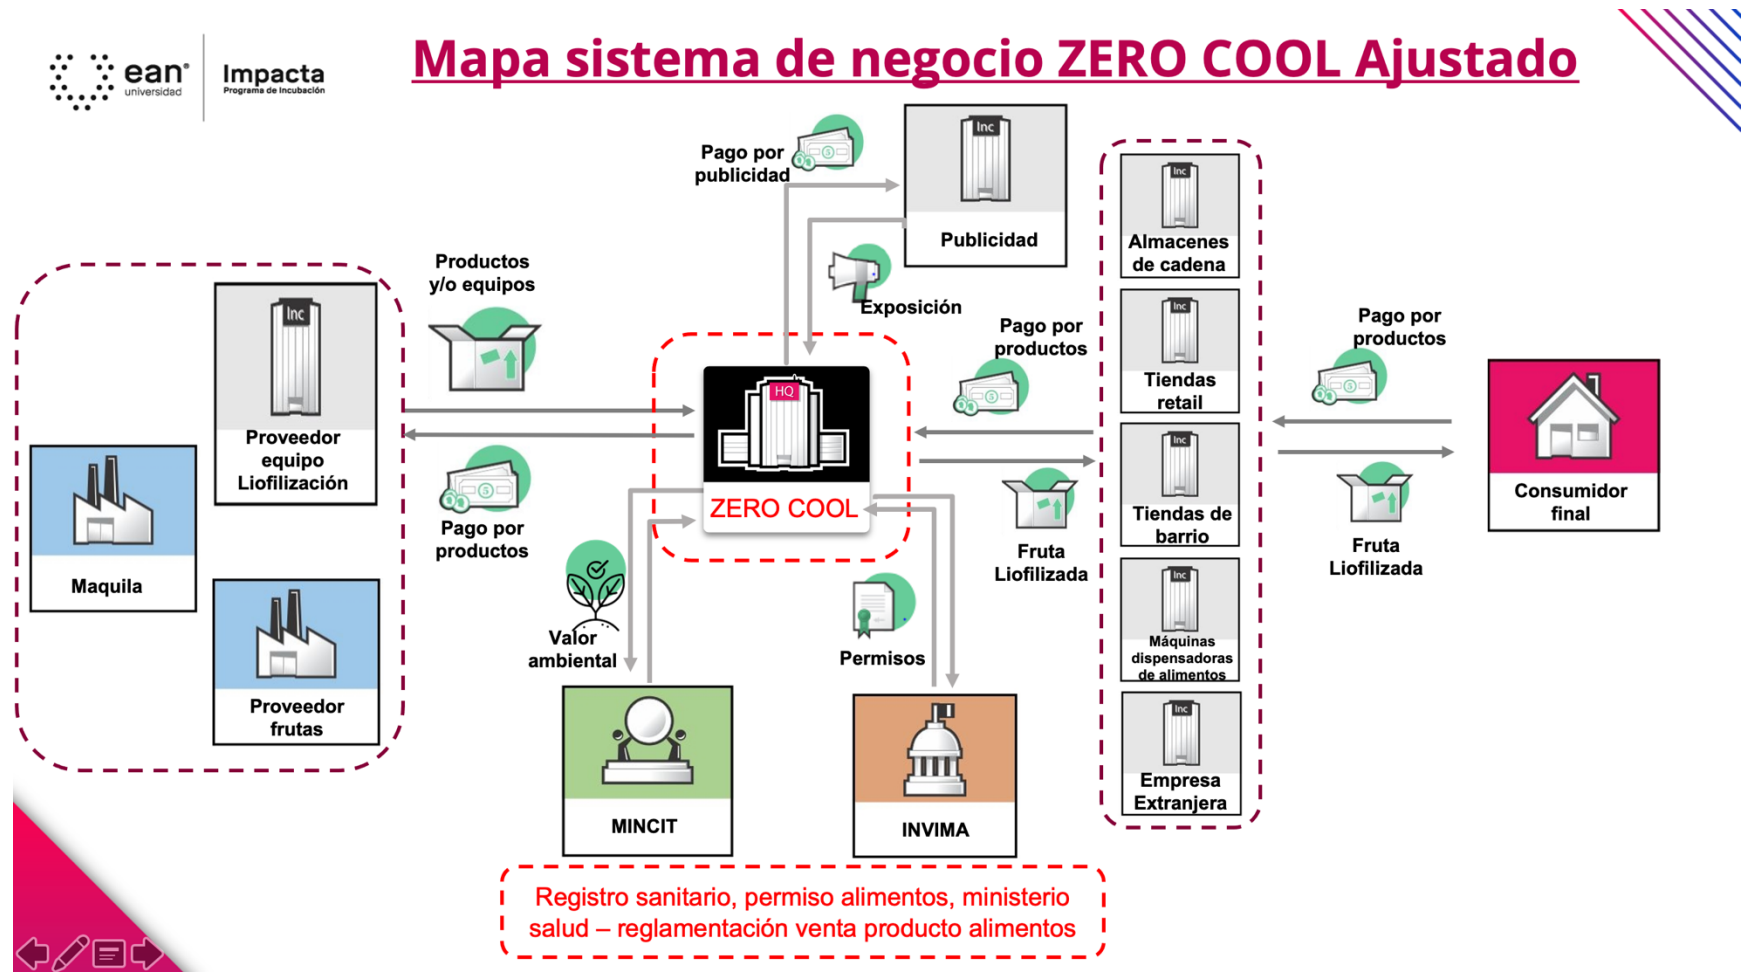 ean®
universidad
Impacta
Programa de Incubación
Mapa sistema de negocio ZERO COOL Ajustado
Pago por
publicidad
Inc
Publicidad
Exposición
Productos
y/o equipos
Inc
Proveedor
equipo
Liofilización
Maquila
Proveedor
frutas
Pago por
productos
HQ
ZERO COOL
Valor
ambiental
Permisos
MINCIT
INVIMA
Registro sanitario, permiso alimentos, ministerio
salud – reglamentación venta producto alimentos
Pago por
productos
Fruta
Liofilizada
Inc
Almacenes
de cadena
Inc
Tiendas
retail
Inc
Tiendas de
barrio
Inc
Máquinas
dispensadoras
de alimentos
Inc
Empresa
Extranjera
Pago por
productos
Fruta
Liofilizada
Consumidor
final